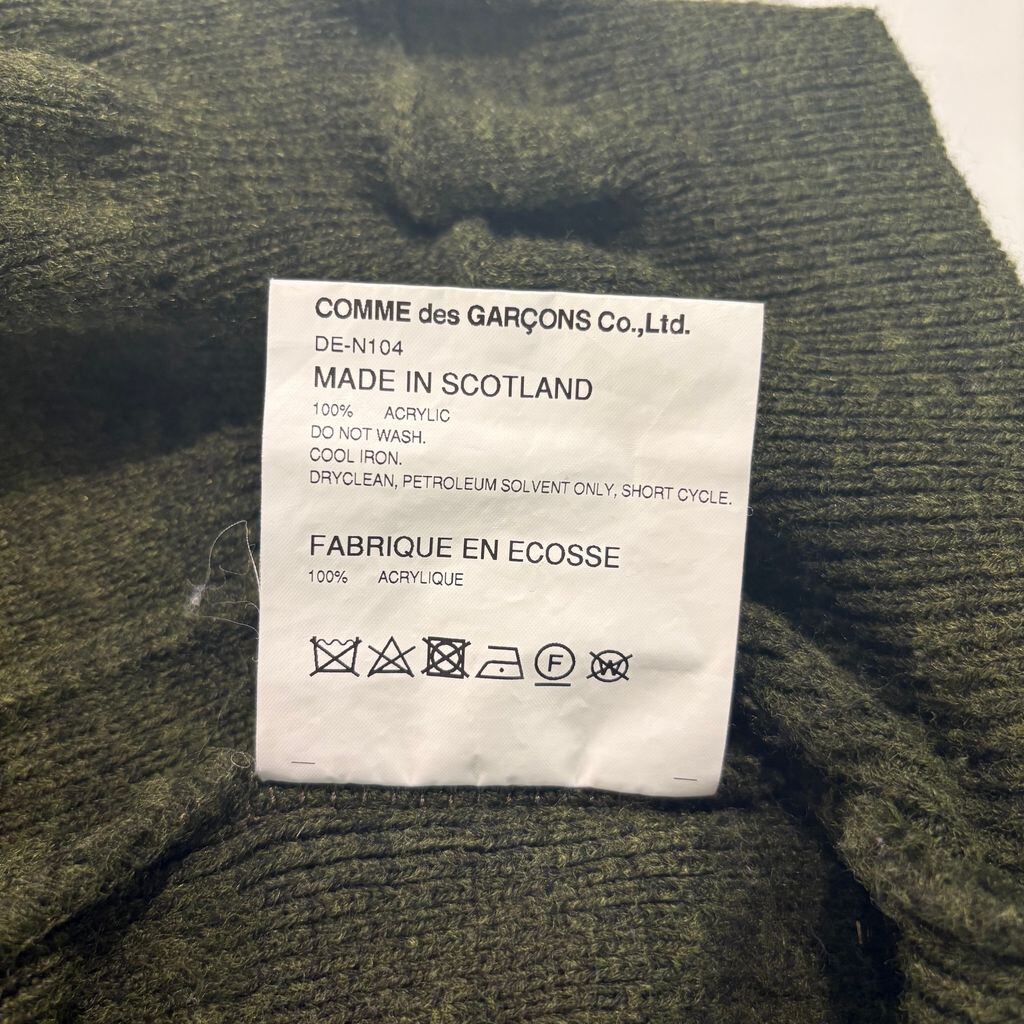 COMME des GARÇONS Co.,Ltd.
DE-N104
MADE IN SCOTLAND
100% ACRYLIC
DO NOT WASH.
COOL IRON.
DRYCLEAN, PETROLEUM SOLVENT ONLY, SHORT CYCLE.
FABRIQUE EN ECOSSE
100% ACRYLIQUE
F W